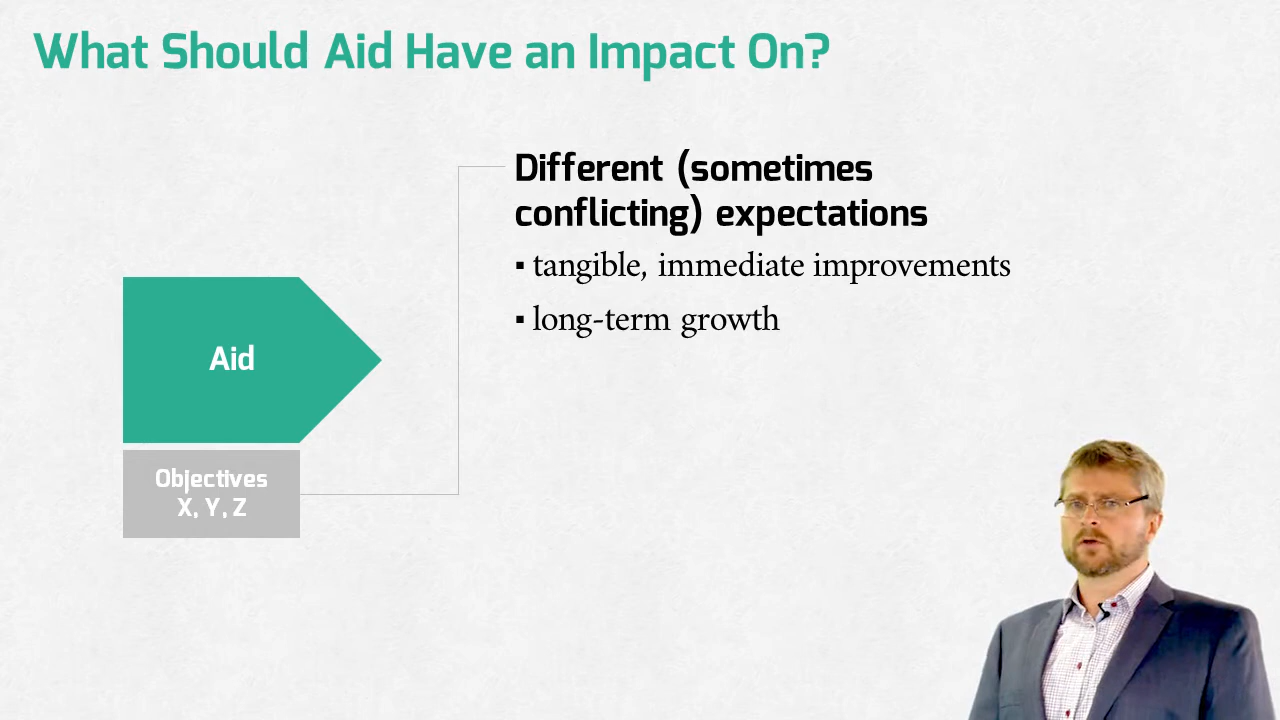 What Should Aid Have an Impact On?
Different (sometimes
conflicting) expectations
▪ tangible, immediate improvements
▪ long-term growth
Aid
Objectives
X, Y, Z